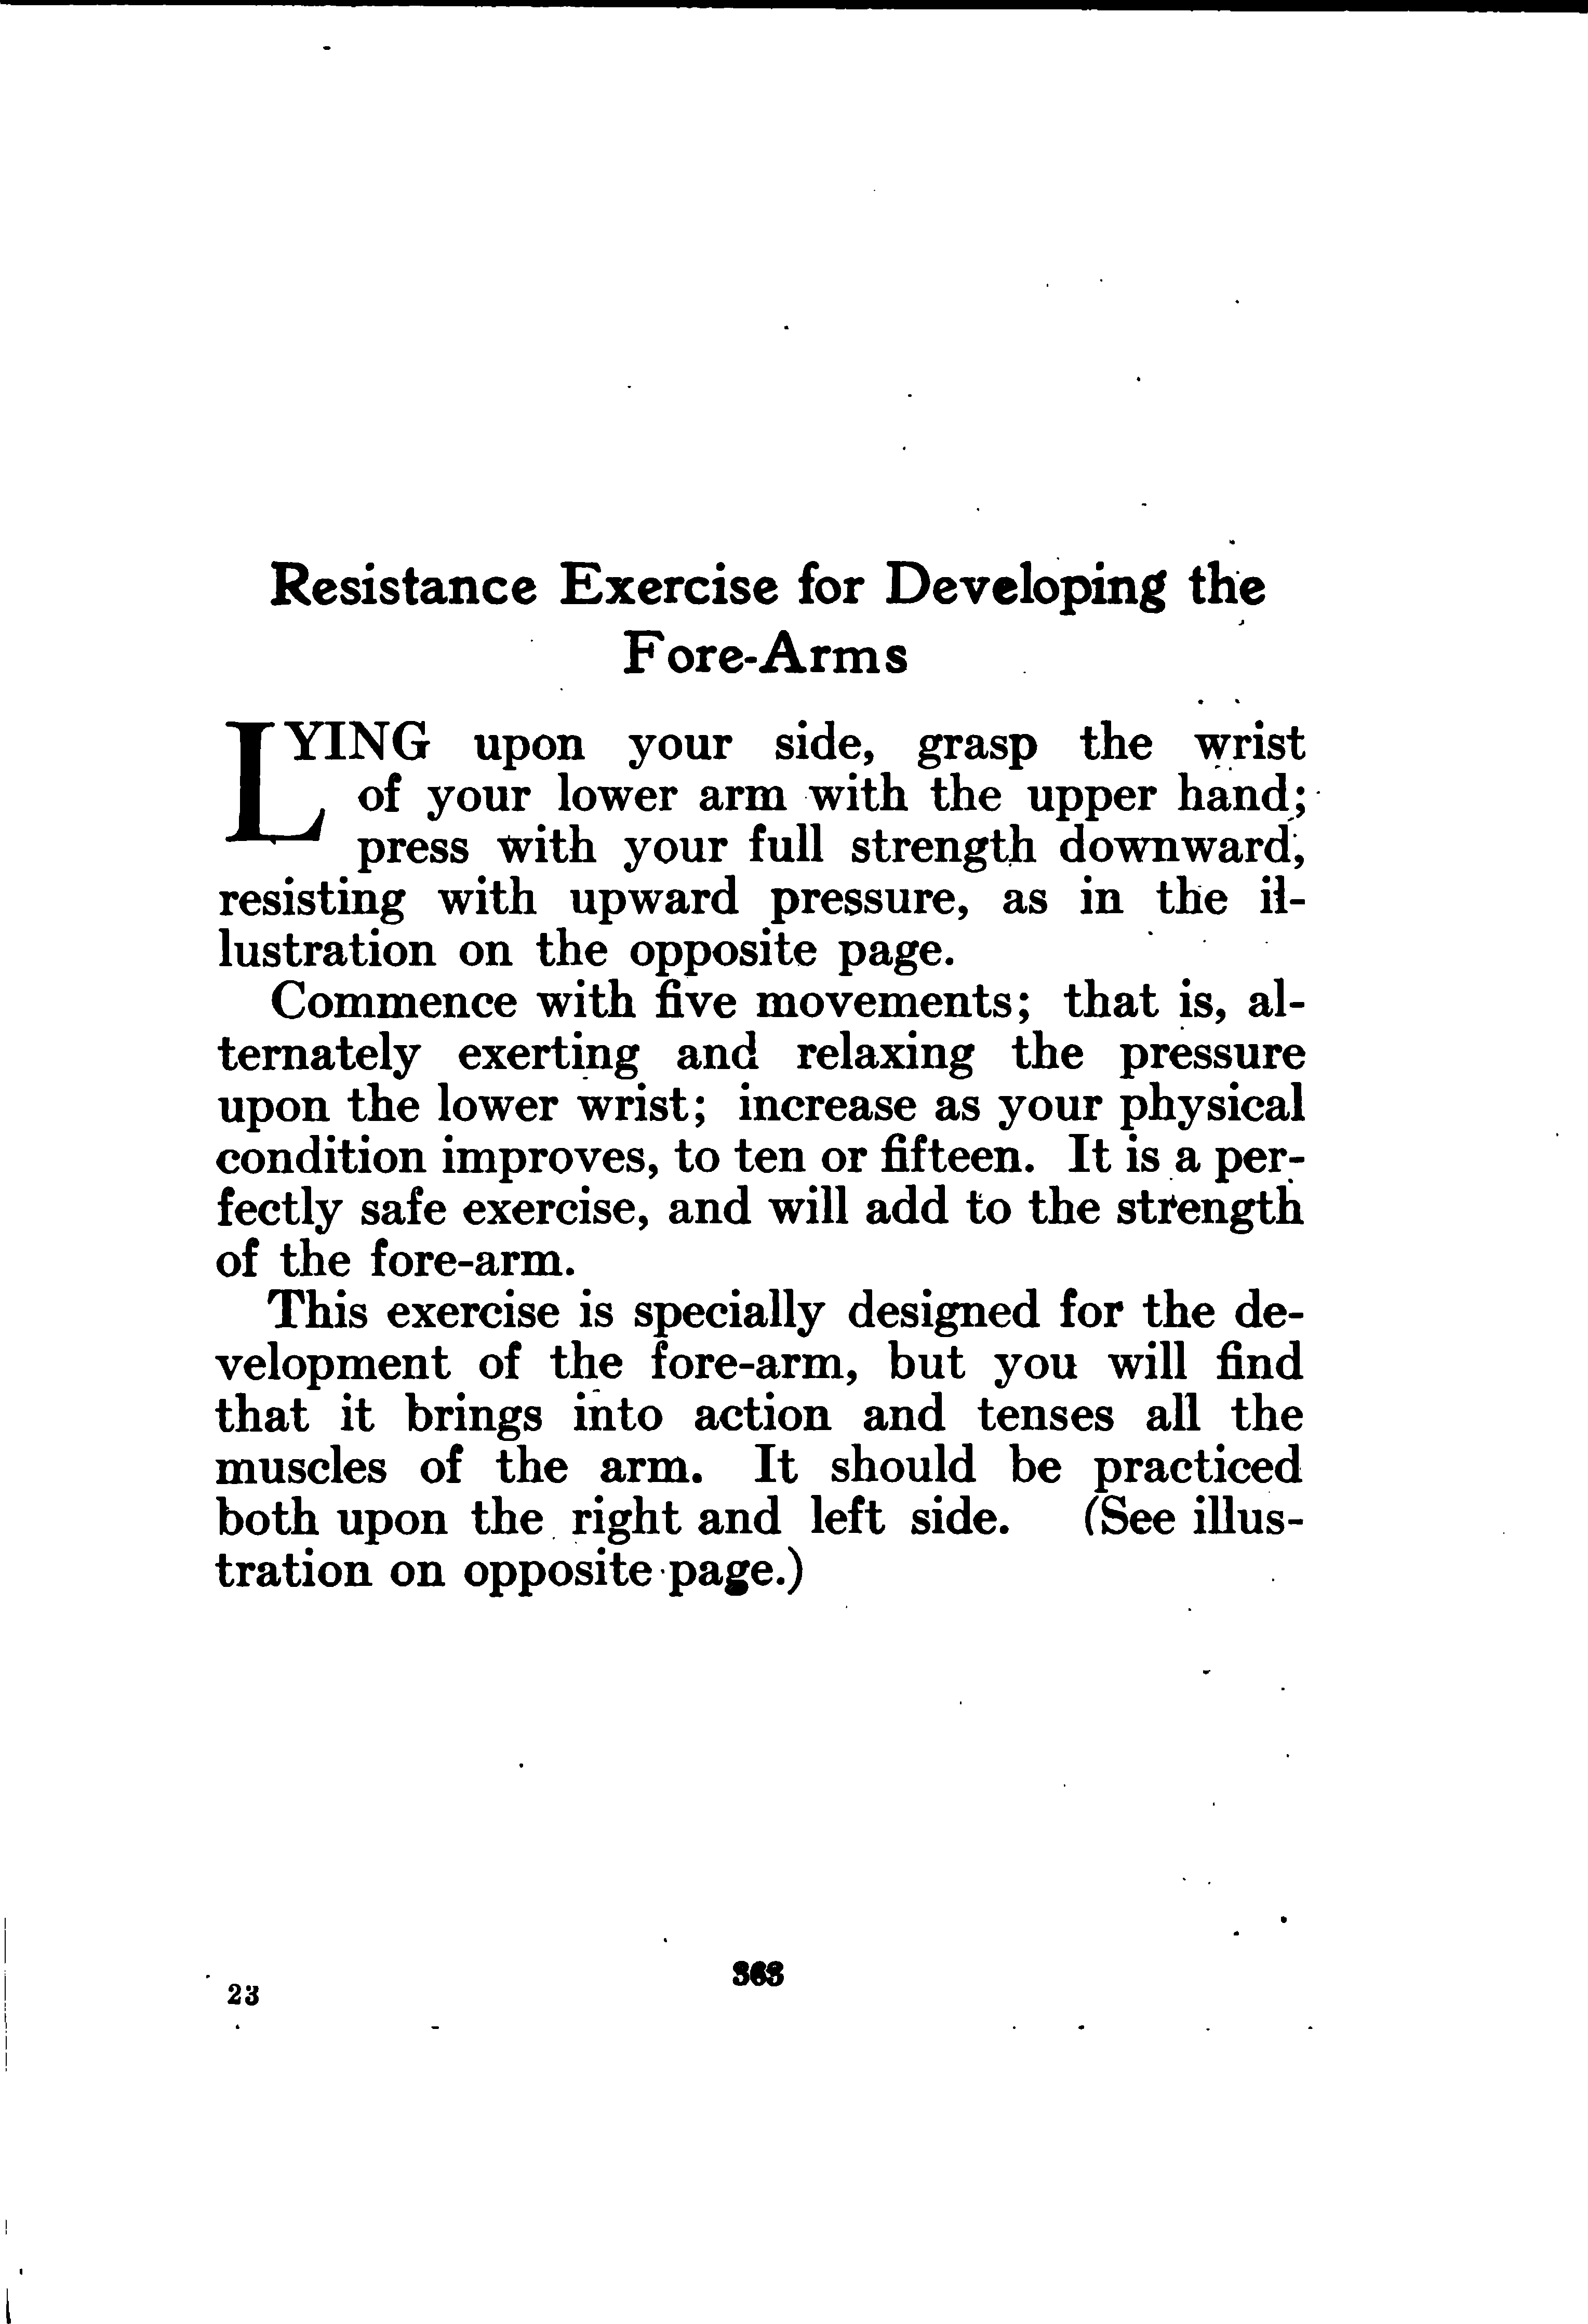 Resistance Exercise for Developing the
Fore-Arms
LYING upon your side, grasp the wrist
of your lower arm with the upper hand;
press with your full strength downward,
resisting with upward pressure, as in the il-
lustration on the opposite page.
Commence with five movements; that is, al-
ternately exerting and relaxing the pressure
upon the lower wrist; increase as your physical
condition improves, to ten or fifteen. It is a per-
fectly safe exercise, and will add to the strength
of the fore-arm.
This exercise is specially designed for the de-
velopment of the fore-arm, but you will find
that it brings into action and tenses all the
muscles of the arm. It should be practiced
both upon the right and left side. (See illus-
tration on opposite page.)
23